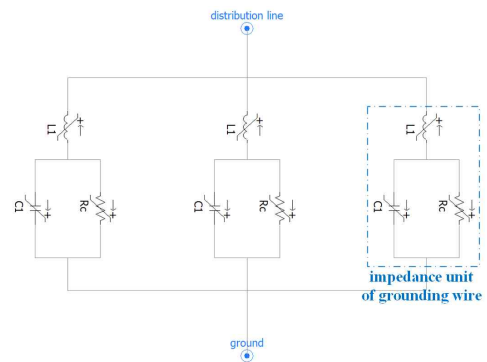 distribution line
L1
L1
L1
C1
Rc
C1
Rc
C1
Rc
impedance unit
of grounding wire
ground